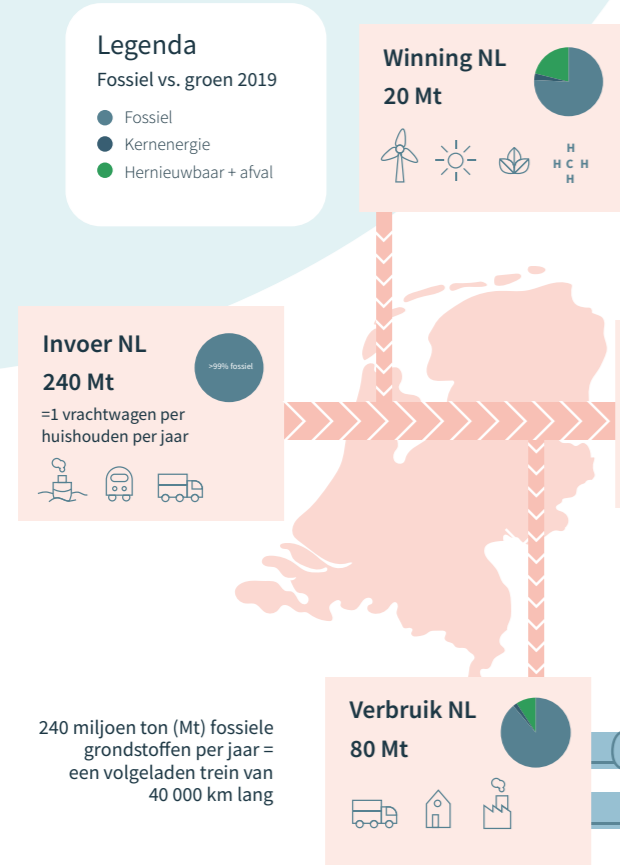 Legenda
Fossiel vs. groen 2019
Fossiel
Kernenergie
Hernieuwbaar + afval
Winning NL
20 Mt
H
H C H
H
Invoer NL
240 Mt
>99% fossiel
=1 vrachtwagen per
huishouden per jaar
Verbruik NL
80 Mt
240 miljoen ton (Mt) fossiele
grondstoffen per jaar =
een volgeladen trein van
40 000 km lang